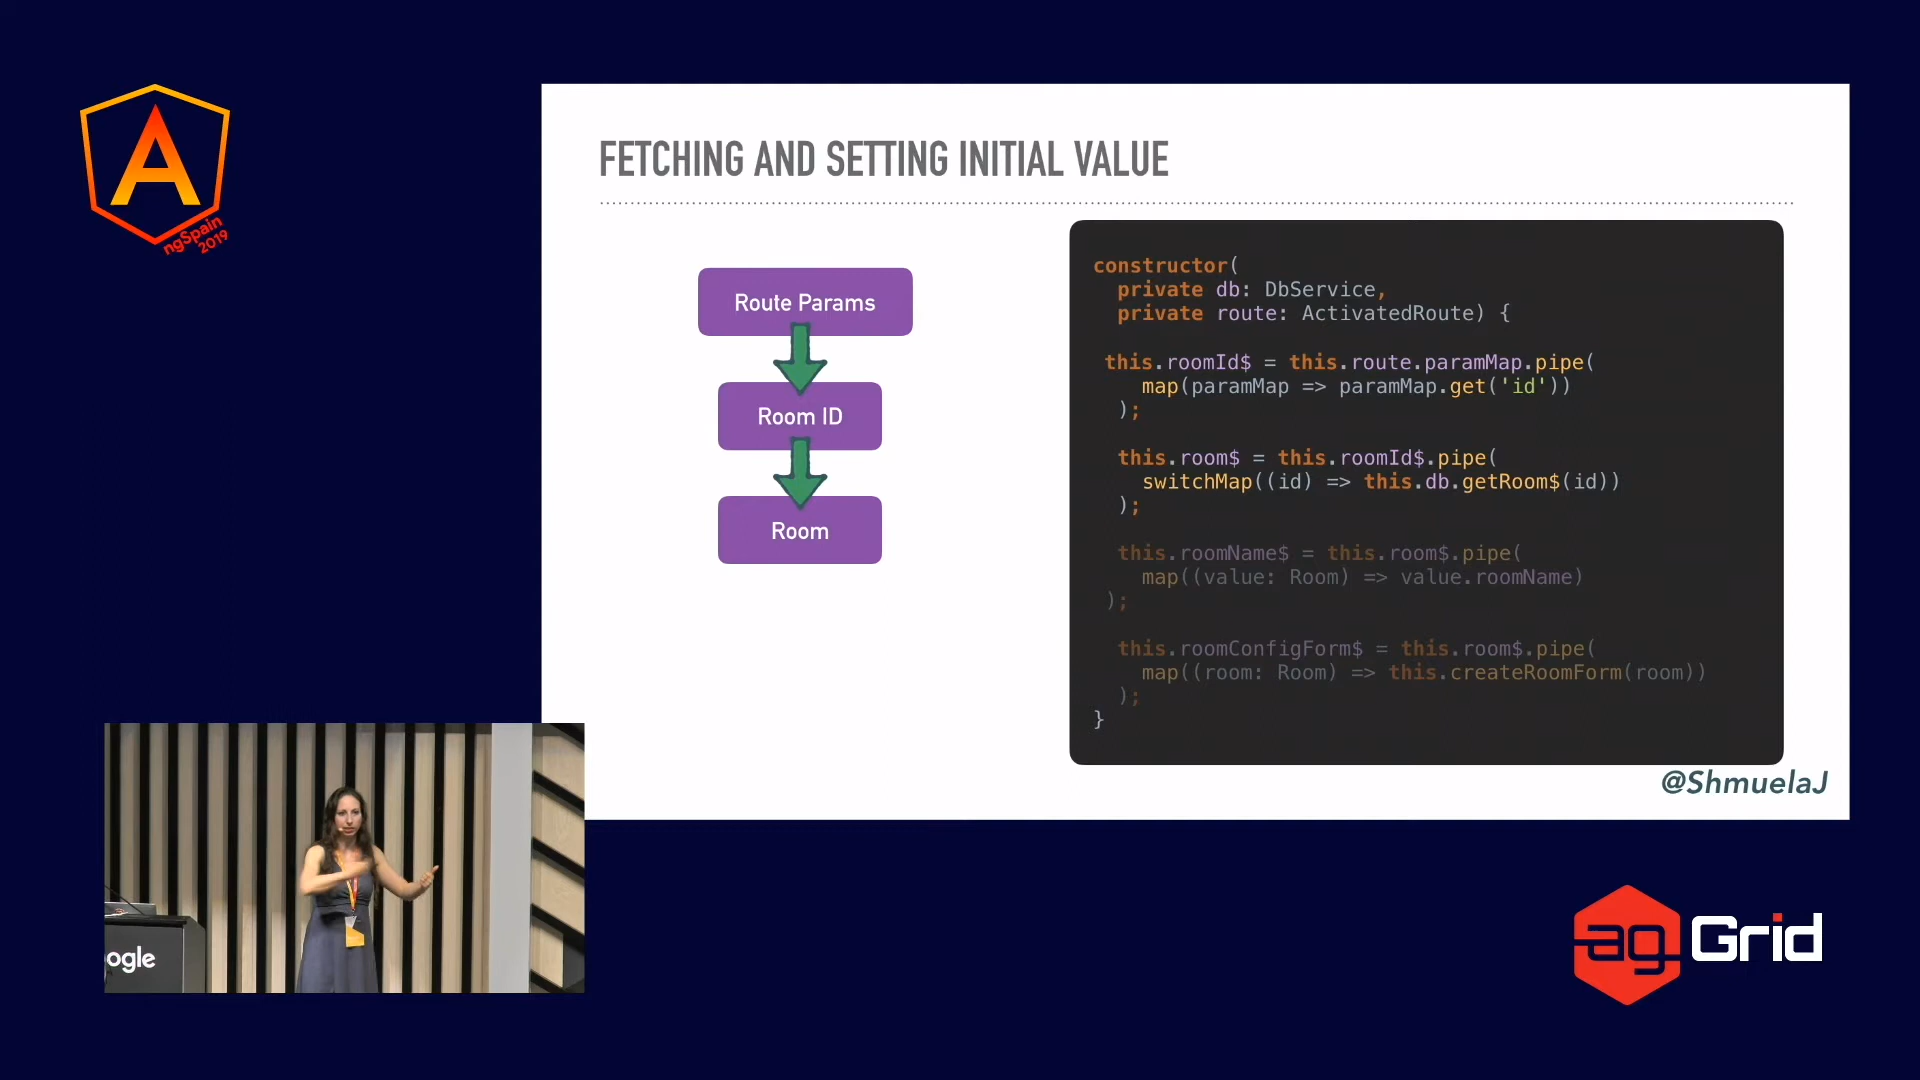 A
ngSpain
2019
FETCHING AND SETTING INITIAL VALUE
Route Params
Room ID
Room
constructor(
private db: DbService,
private route: ActivatedRoute) {
this.roomId$ = this.route.paramMap.pipe(
map(paramMap => paramMap.get('id'))
);
this.room$ = this.roomId$.pipe(
switchMap((id) => this.db.getRoom$(id))
);
this.roomName$ = this.room$.pipe(
map((value: Room) => value.roomName)
);
this.roomConfigForm$ = this.room$.pipe(
map((room: Room) => this.createRoomForm(room))
);
}
@ShmuelaJ
ogle
ag Grid